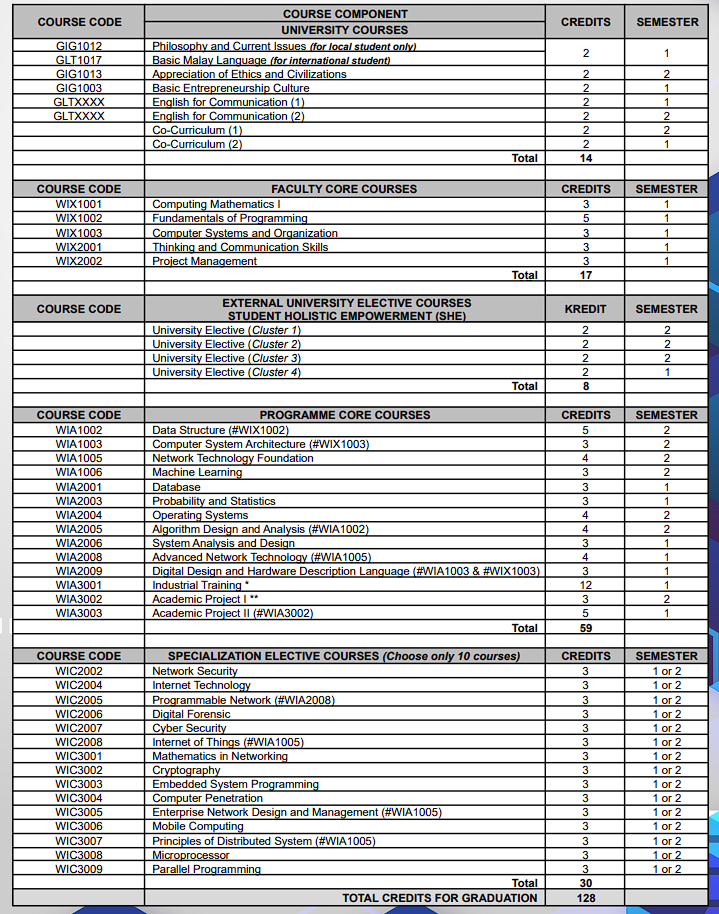 COURSE CODE COURSE COMPONENT CREDITS SEMESTER
UNIVERSITY COURSES
GIG1012 Philosophy and Current Issues (for local student only) 2 1
GLT1017 Basic Malay Language (for international student)
GIG1013 Appreciation of Ethics and Civilizations 2 2
GIG1003 Basic Entrepreneurship Culture 2 1
GLTXXXX English for Communication (1) 2 1
GLTXXXX English for Communication (2) 2 2
Co-Curriculum (1) 2 2
Co-Curriculum (2) 2 1
Total 14
COURSE CODE FACULTY CORE COURSES CREDITS SEMESTER
WIX1001 Computing Mathematics I 3 1
WIX1002 Fundamentals of Programming 5 1
WIX1003 Computer Systems and Organization 3 1
WIX2001 Thinking and Communication Skills 3 1
WIX2002 Project Management 3 1
Total 17
COURSE CODE EXTERNAL UNIVERSITY ELECTIVE COURSES KREDIT SEMESTER
STUDENT HOLISTIC EMPOWERMENT (SHE)
University Elective (Cluster 1) 2 2
University Elective (Cluster 2) 2 2
University Elective (Cluster 3) 2 2
University Elective (Cluster 4) 2 1
Total 8
COURSE CODE PROGRAMME CORE COURSES CREDITS SEMESTER
WIA1002 Data Structure (#WIX1002) 5 2
WIA1003 Computer System Architecture (#WIX1003) 3 2
WIA1005 Network Technology Foundation 4 2
WIA1006 Machine Learning 3 2
WIA2001 Database 3 1
WIA2003 Probability and Statistics 3 1
WIA2004 Operating Systems 4 2
WIA2005 Algorithm Design and Analysis (#WIA1002) 4 2
WIA2006 System Analysis and Design 3 1
WIA2008 Advanced Network Technology (#WIA1005) 4 1
WIA2009 Digital Design and Hardware Description Language (#WIA1003 & #WIX1003) 3 1
WIA3001 Industrial Training * 12 1
WIA3002 Academic Project I ** 3 2
WIA3003 Academic Project II (#WIA3002) 5 1
Total 59
COURSE CODE SPECIALIZATION ELECTIVE COURSES (Choose only 10 courses) CREDITS SEMESTER
WIC2002 Network Security 3 1 or 2
WIC2004 Internet Technology 3 1 or 2
WIC2005 Programmable Network (#WIA2008) 3 1 or 2
WIC2006 Digital Forensic 3 1 or 2
WIC2007 Cyber Security 3 1 or 2
WIC2008 Internet of Things (#WIA1005) 3 1 or 2
WIC3001 Mathematics in Networking 3 1 or 2
WIC3002 Cryptography 3 1 or 2
WIC3003 Embedded System Programming 3 1 or 2
WIC3004 Computer Penetration 3 1 or 2
WIC3005 Enterprise Network Design and Management (#WIA1005) 3 1 or 2
WIC3006 Mobile Computing 3 1 or 2
WIC3007 Principles of Distributed System (#WIA1005) 3 1 or 2
WIC3008 Microprocessor 3 1 or 2
WIC3009 Parallel Programming 3 1 or 2
Total 30
TOTAL CREDITS FOR GRADUATION 128